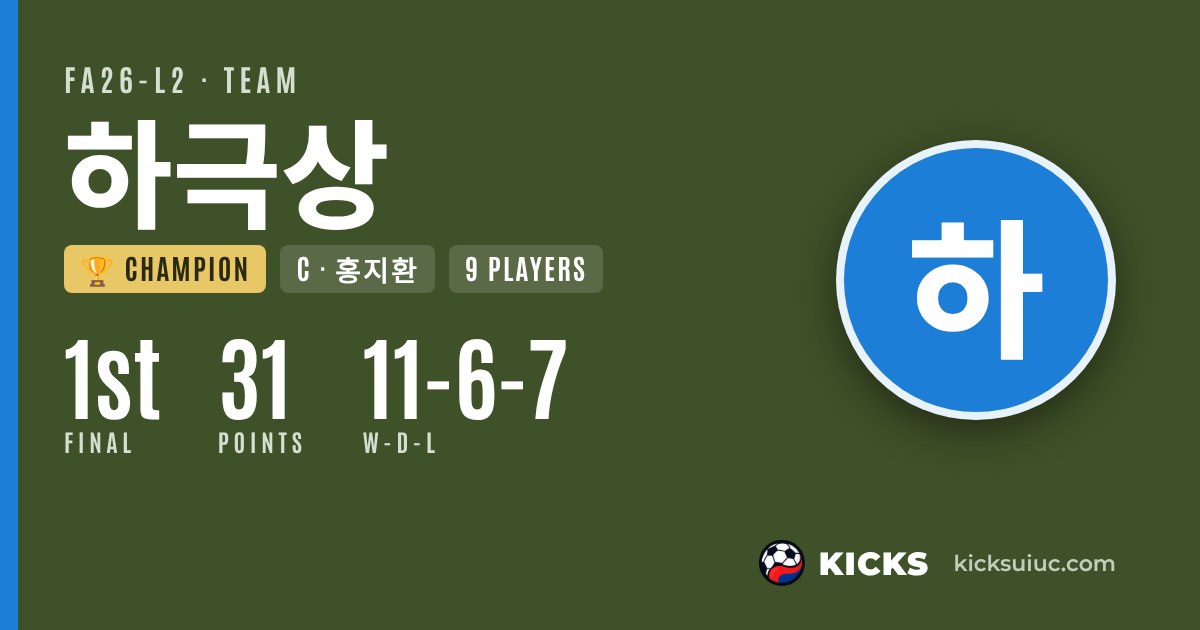 FA26-L2 · TEAM
하극상
🏆 CHAMPION
C · 홍지환
9 PLAYERS
1st
FINAL
31
POINTS
11-6-7
W-D-L
하
KICKS
kicksuiuc.com